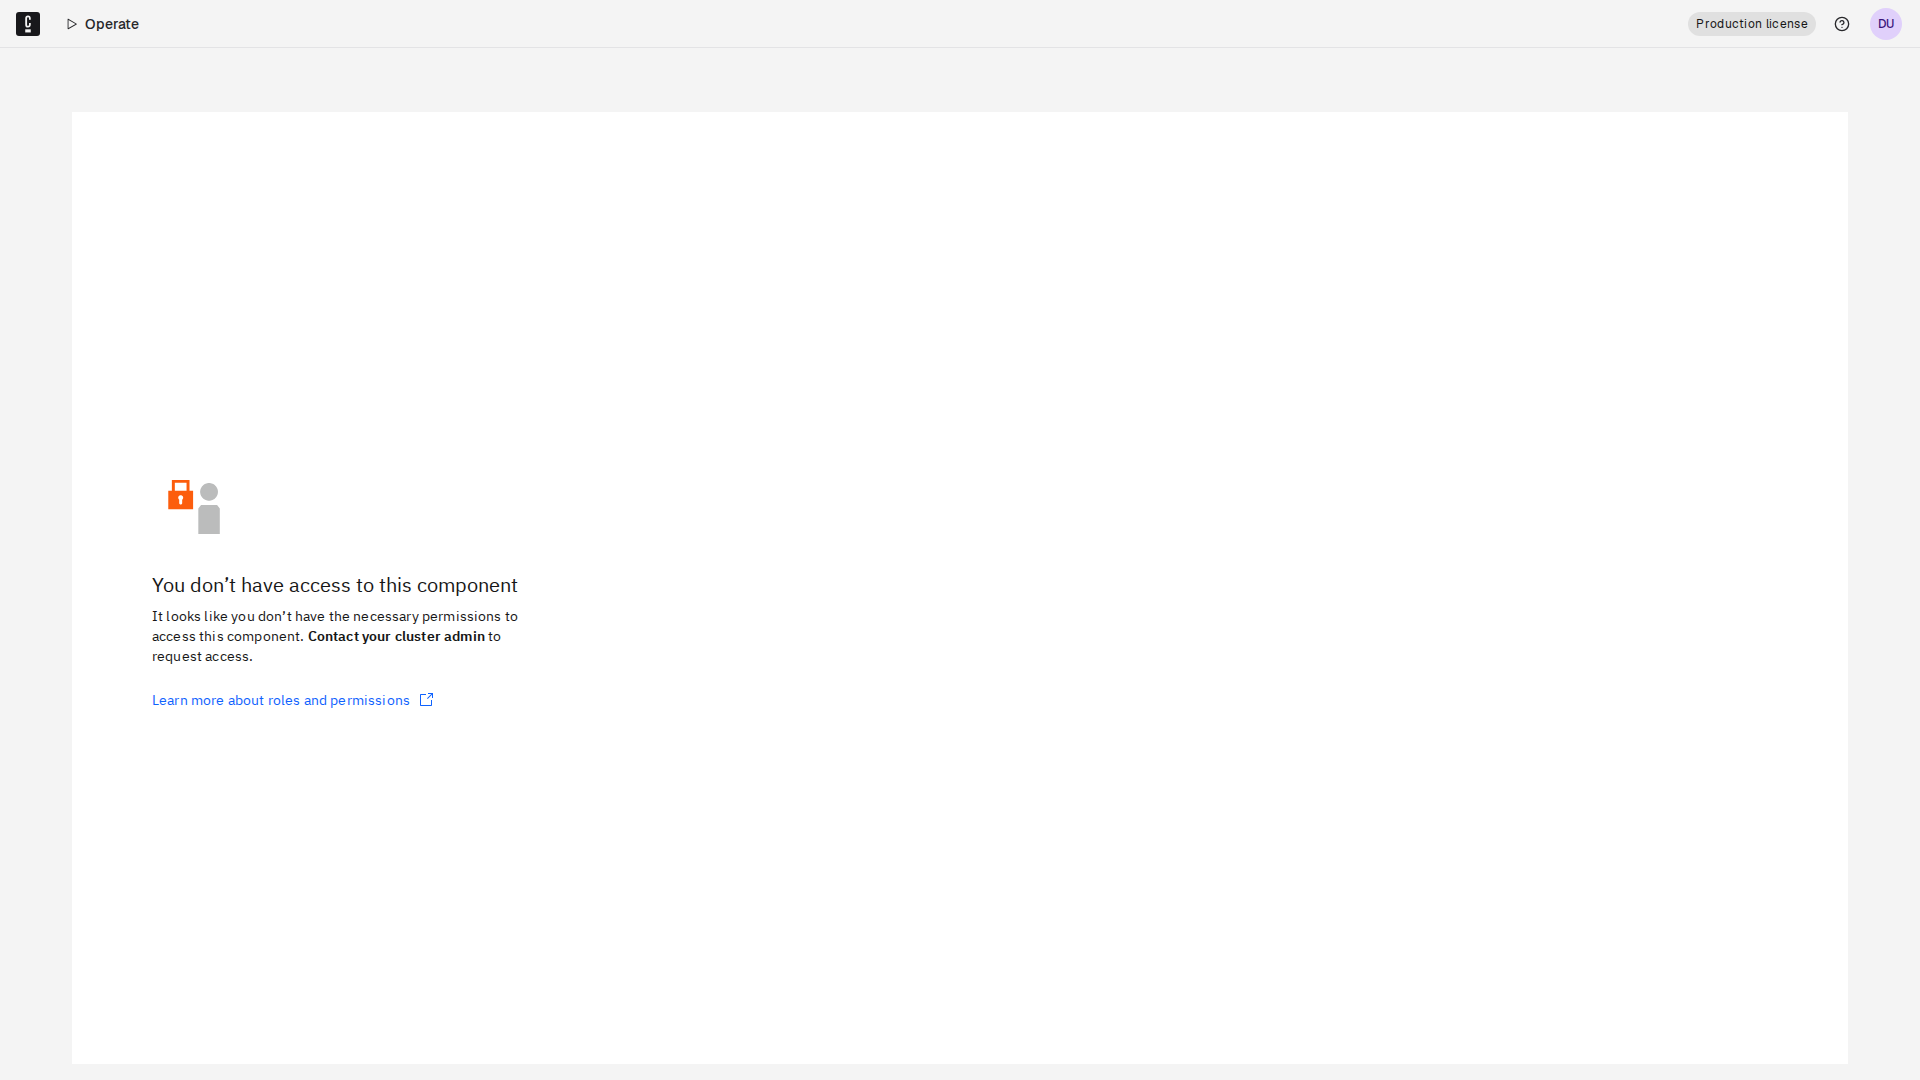 Operate
Production license
DU
You don’t have access to this component
It looks like you don’t have the necessary permissions to
access this component. Contact your cluster admin to
request access.
Learn more about roles and permissions